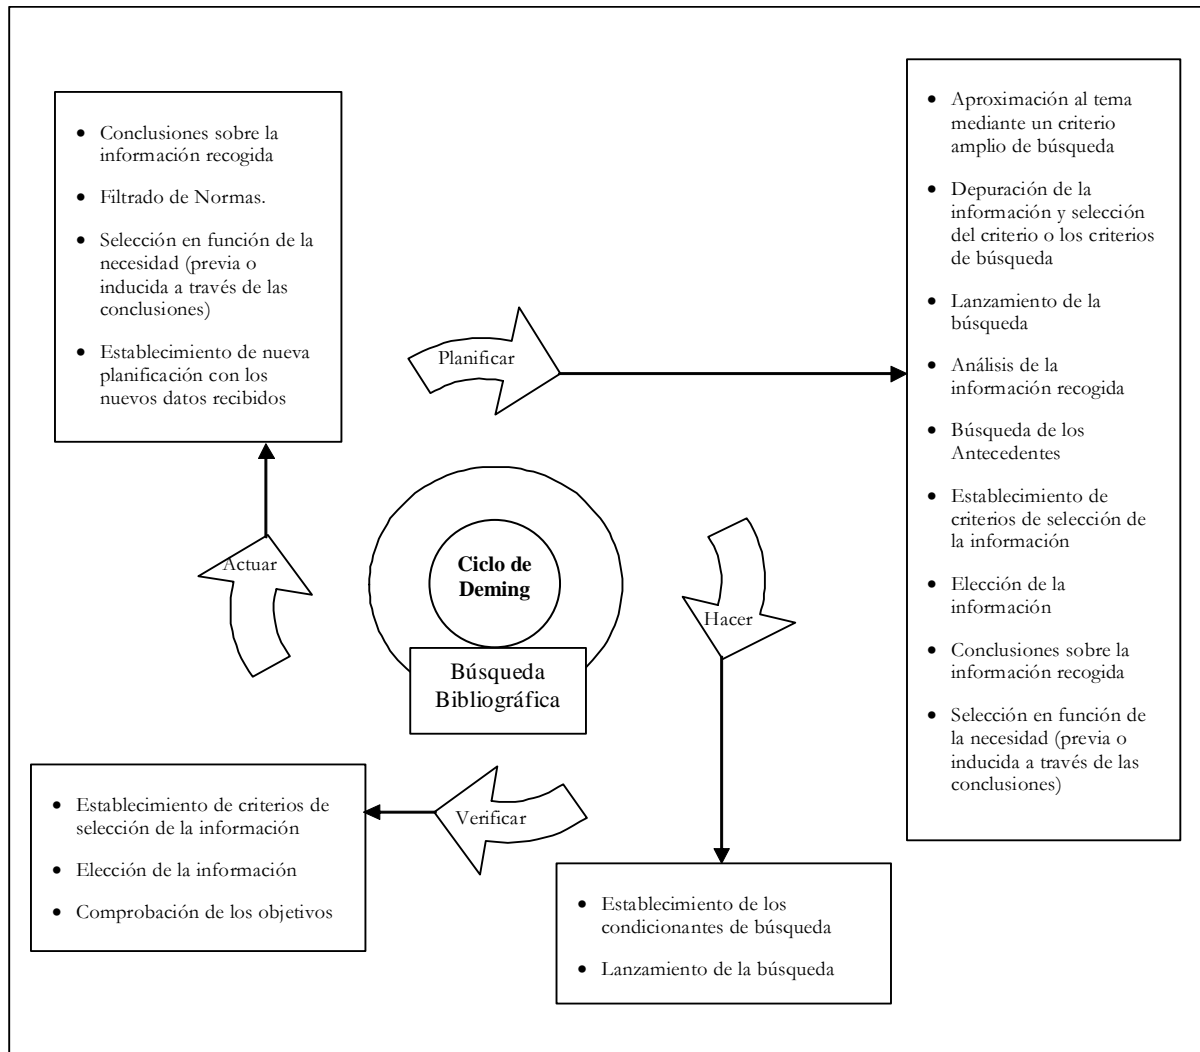 • Conclusiones sobre la
información recogida
• Filtrado de Normas.
• Selección en función de la
necesidad (previa o
inducida a través de las
conclusiones)
• Establecimiento de nueva
planificación con los
nuevos datos recibidos
• Aproximación al tema
mediante un criterio
amplio de búsqueda
• Depuración de la
información y selección
del criterio o los criterios
de búsqueda
• Lanzamiento de la
búsqueda
• Análisis de la
información recogida
• Búsqueda de los
Antecedentes
• Establecimiento de
criterios de selección de
la información
• Elección de la
información
• Conclusiones sobre la
información recogida
• Selección en función de
la necesidad (previa o
inducida a través de las
conclusiones)
Planificar
Actuar
Ciclo de
Deming
Hacer
Búsqueda
Bibliográfica
Verificar
• Establecimiento de criterios de
selección de la información
• Elección de la información
• Comprobación de los objetivos
• Establecimiento de los
condicionantes de búsqueda
• Lanzamiento de la búsqueda